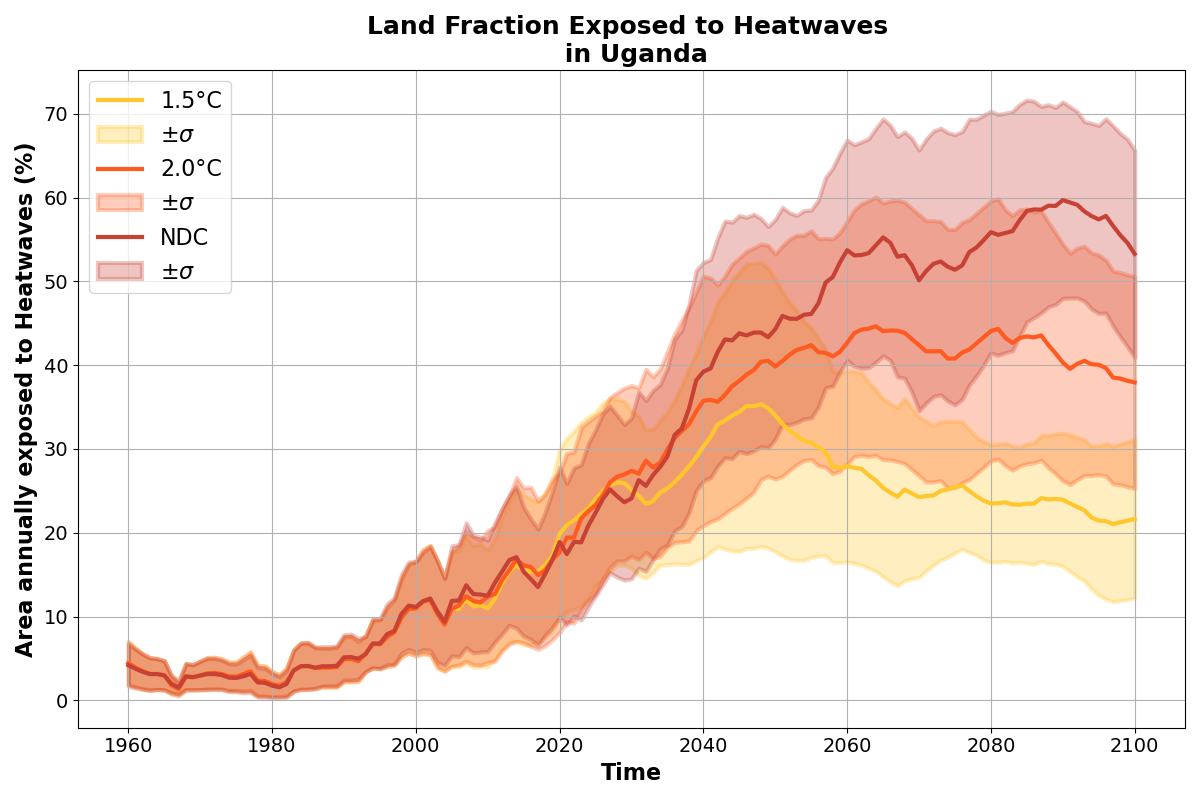 Land Fraction Exposed to Heatwaves
in Uganda
Area annually exposed to Heatwaves (%)
70
60
50
40
30
20
10
0
1.5°C
±σ
2.0°C
±σ
NDC
±σ
1960 1980 2000 2020 2040 2060 2080 2100
Time